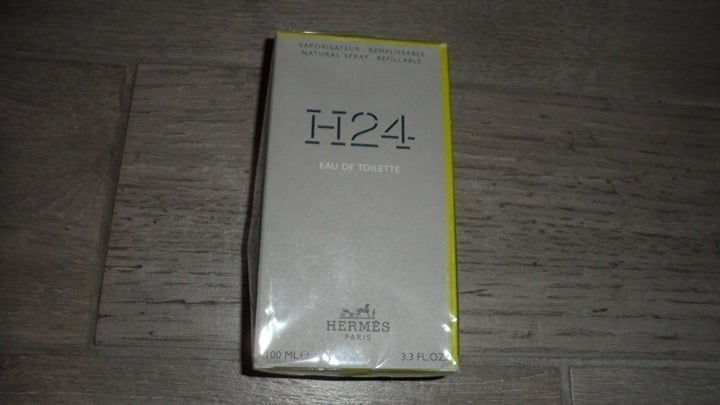 VAPORISATEUR . REMPLISSABLE
NATURAL SPRAY . REFILLABLE
H24
EAU DE TOILETTE
HERMÈS
PARIS
100 ML ℮ 3.3 FL.OZ.